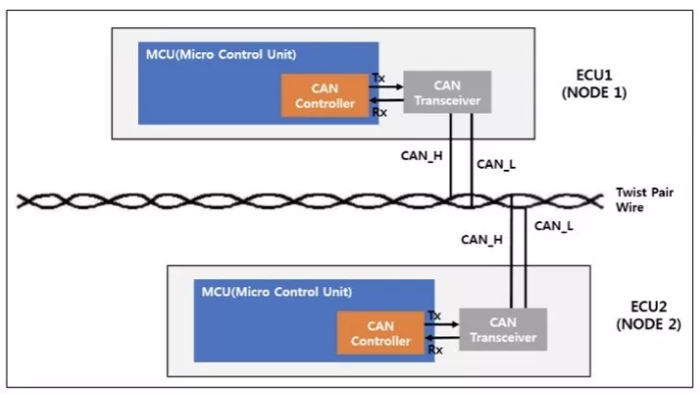 MCU(Micro Control Unit)
CAN
Controller
Tx
Rx
CAN
Transceiver
ECU1
(NODE 1)
CAN_H
CAN_L
Twist Pair
Wire
CAN_H
CAN_L
MCU(Micro Control Unit)
CAN
Controller
Tx
Rx
CAN
Transceiver
ECU2
(NODE 2)